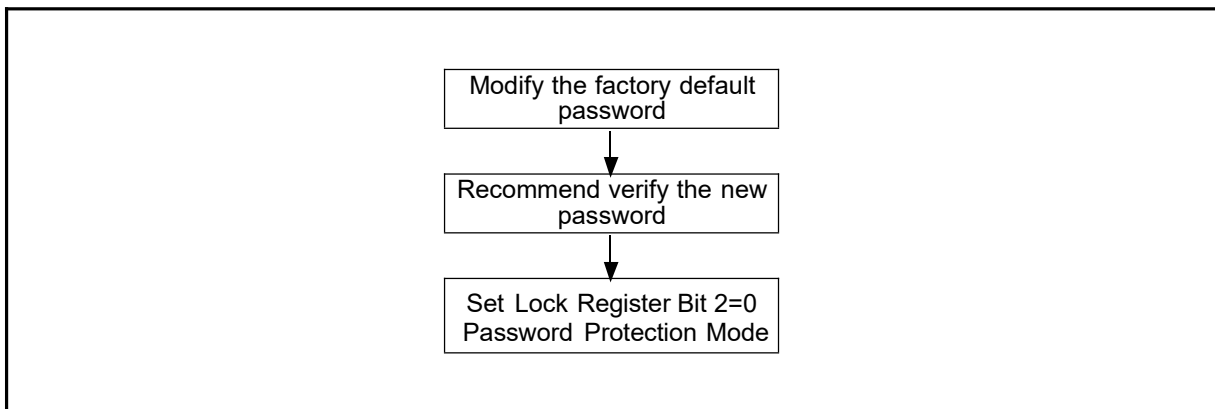 Modify the factory default
password
Recommend verify the new
password
Set Lock Register Bit 2=0
Password Protection Mode